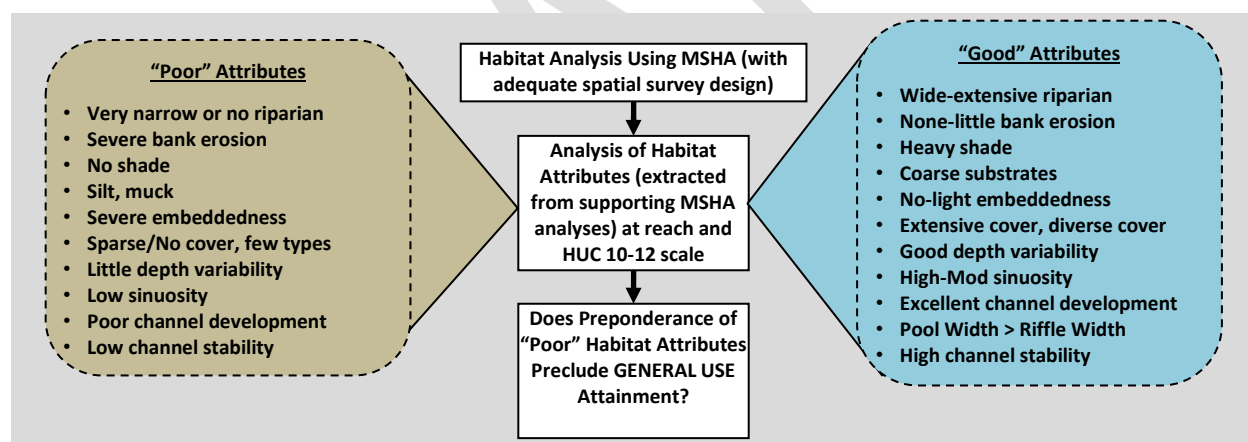 “Poor” Attributes
• Very narrow or no riparian
• Severe bank erosion
• No shade
• Silt, muck
• Severe embeddedness
• Sparse/No cover, few types
• Little depth variability
• Low sinuosity
• Poor channel development
• Low channel stability
Habitat Analysis Using MSHA (with
adequate spatial survey design)
Analysis of Habitat
Attributes (extracted
from supporting MSHA
analyses) at reach and
HUC 10-12 scale
Does Preponderance of
“Poor” Habitat Attributes
Preclude GENERAL USE
Attainment?
“Good” Attributes
• Wide-extensive riparian
• None-little bank erosion
• Heavy shade
• Coarse substrates
• No-light embeddedness
• Extensive cover, diverse cover
• Good depth variability
• High-Mod sinuosity
• Excellent channel development
• Pool Width > Riffle Width
• High channel stability